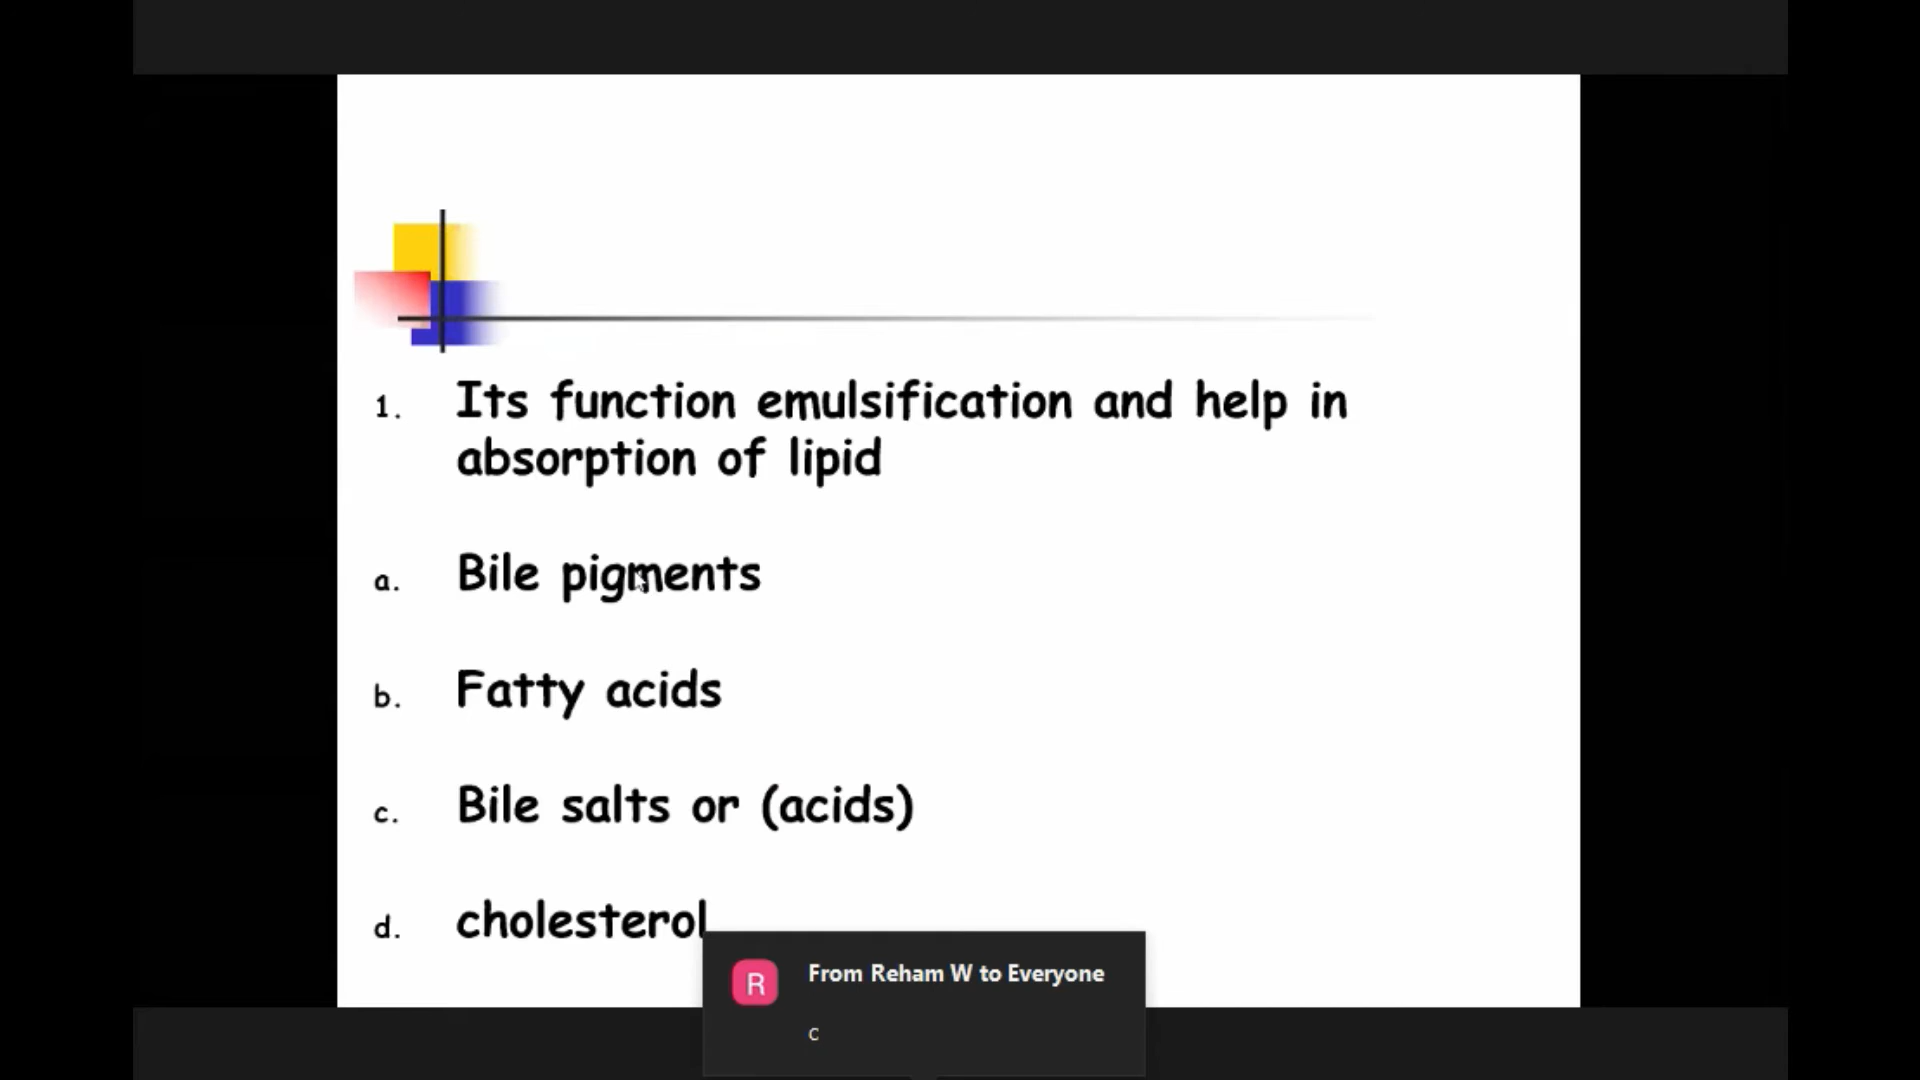 1. Its function emulsification and help in
absorption of lipid
a. Bile pigments
b. Fatty acids
c. Bile salts or (acids)
d. cholesterol
R
From Reham W to Everyone
c